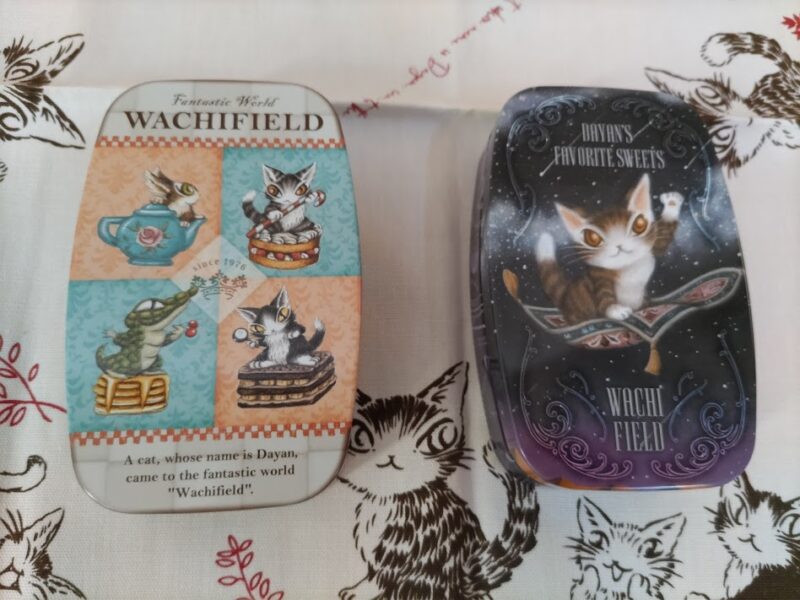 Fantastic World
WACHIFIELD
since 1976
A cat, whose name is Dayan,
came to the fantastic world
"Wachifield".
DAYAN'S
FAVORITE SWEETS
WACHI
FIELD